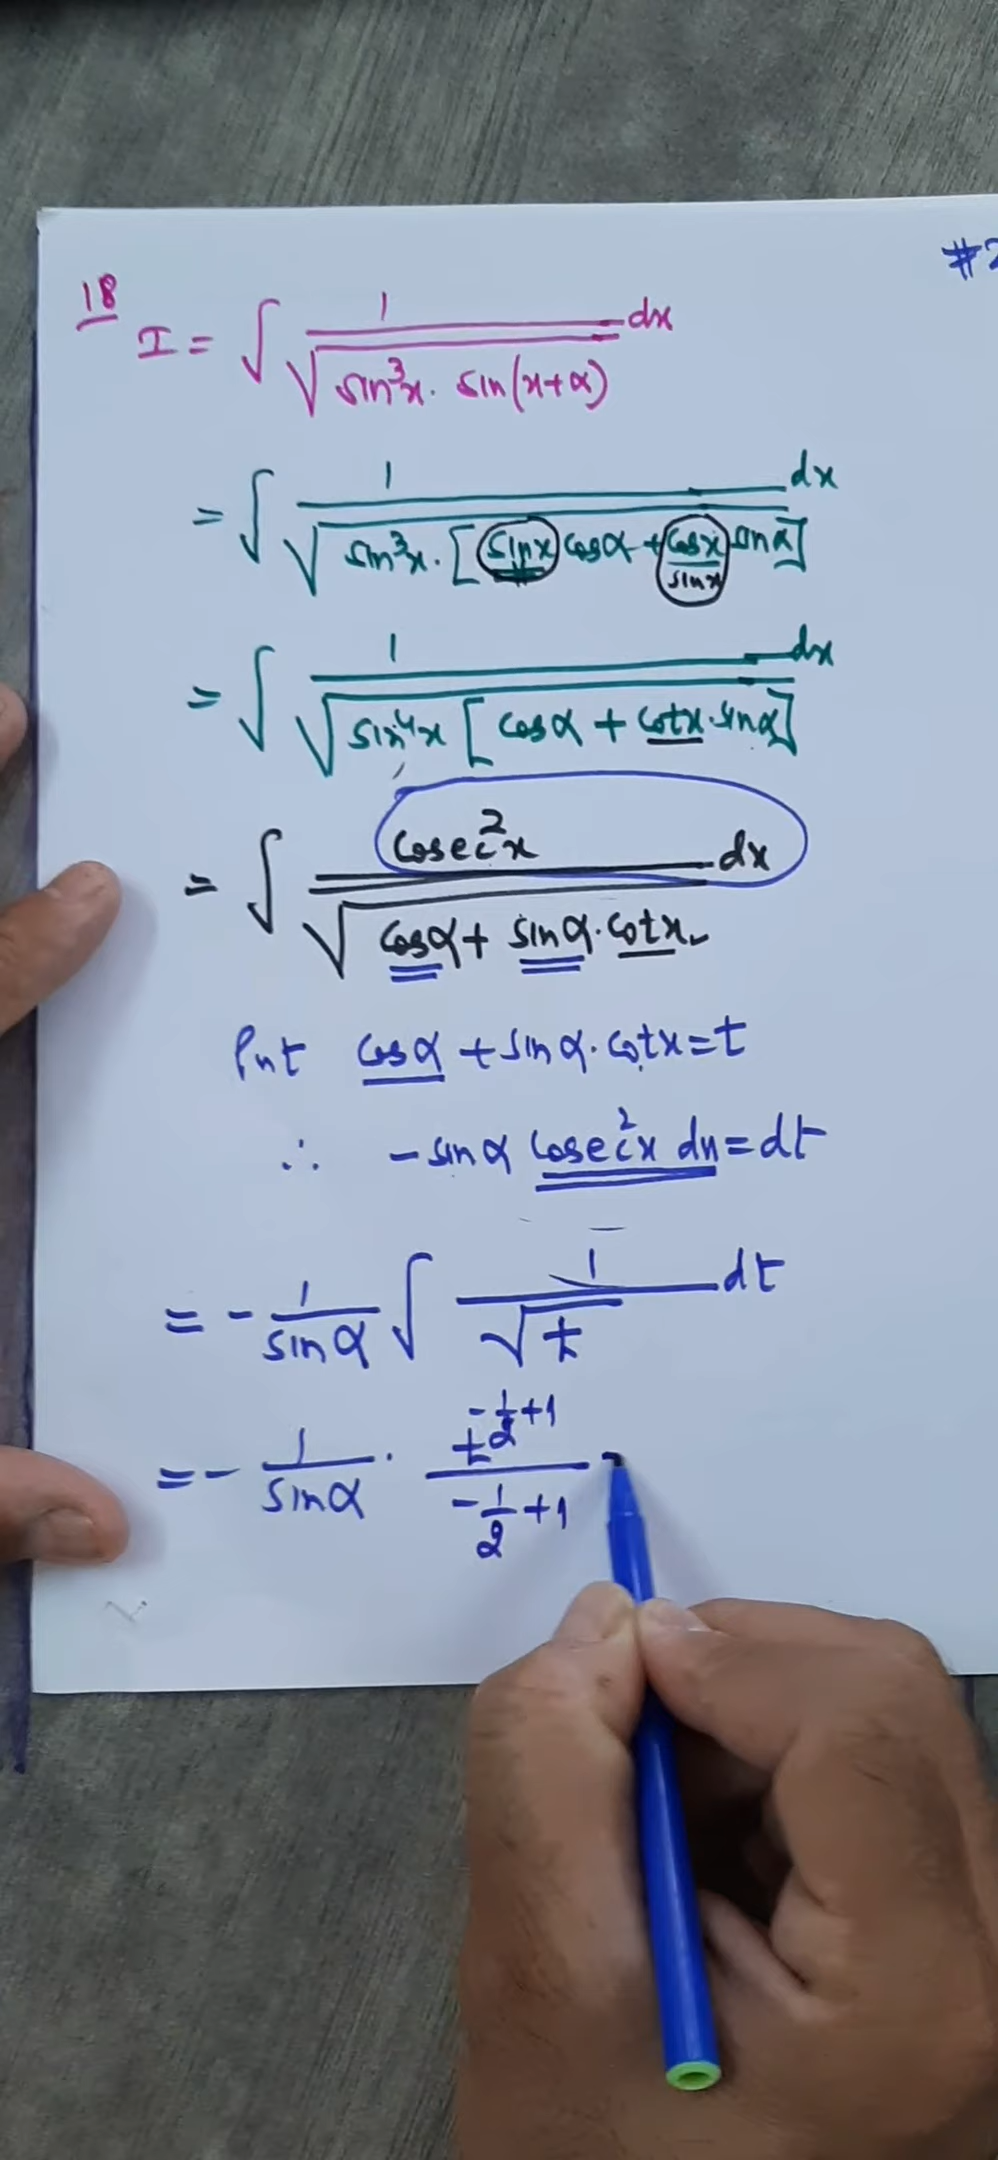 #2
18 I = ∫ 1/√(sin³x · sin(x+α)) dx
= ∫ 1/√(sin³x · [sinx cosα + cosx/sinx sinα]) dx
= ∫ 1/√(sin⁴x [cosα + cotx · sinα]) dx
= ∫ cosec²x/√(cosα + sinα · cotx) dx
Put cosα + sinα · cotx = t
∴ -sinα cosec²x dx = dt
= - 1/sinα ∫ 1/√t dt
= - 1/sinα · t^(-1/2+1)/(-1/2+1)